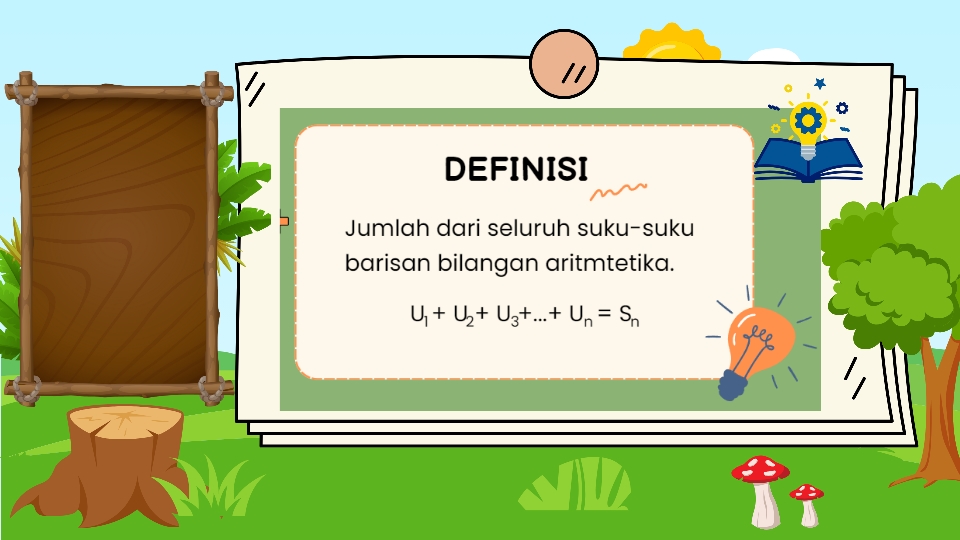 DEFINISI
Jumlah dari seluruh suku-suku
barisan bilangan aritmtetika.
U₁ + U₂ + U₃+...+ Uₙ = Sₙ